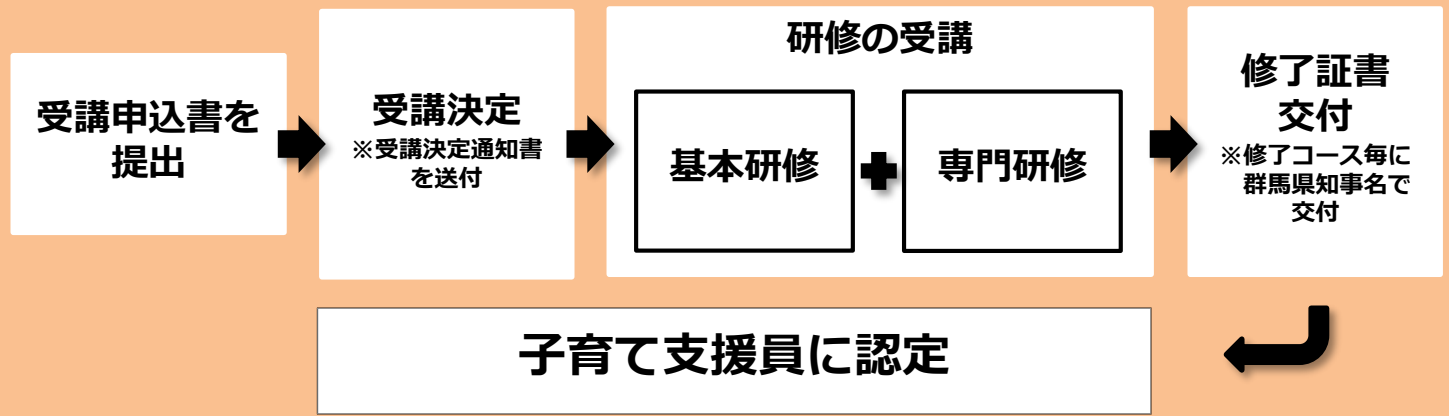 受講申込書を
提出
受講決定
※受講決定通知書
を送付
研修の受講
基本研修
専門研修
修了証書
交付
※修了コース毎に
群馬県知事名で
交付
子育て支援員に認定